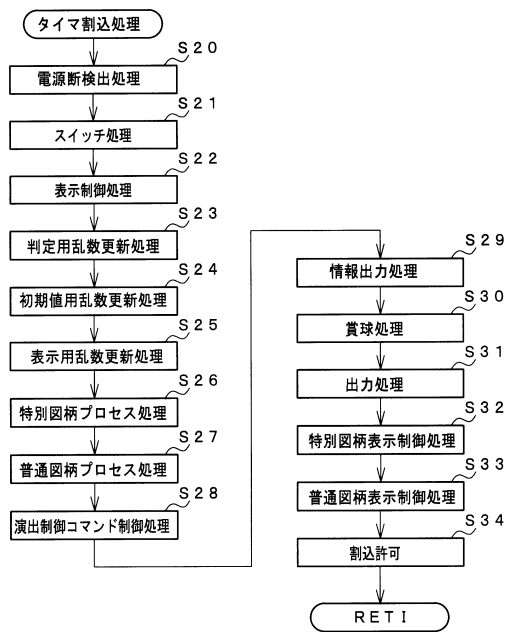 タイマ割込処理
S20
電源断検出処理
S21
スイッチ処理
S22
表示制御処理
S23
判定用乱数更新処理
S24
初期値用乱数更新処理
S25
表示用乱数更新処理
S26
特別図柄プロセス処理
S27
普通図柄プロセス処理
S28
演出制御コマンド制御処理
S29
情報出力処理
S30
賞球処理
S31
出力処理
S32
特別図柄表示制御処理
S33
普通図柄表示制御処理
S34
割込許可
RETI